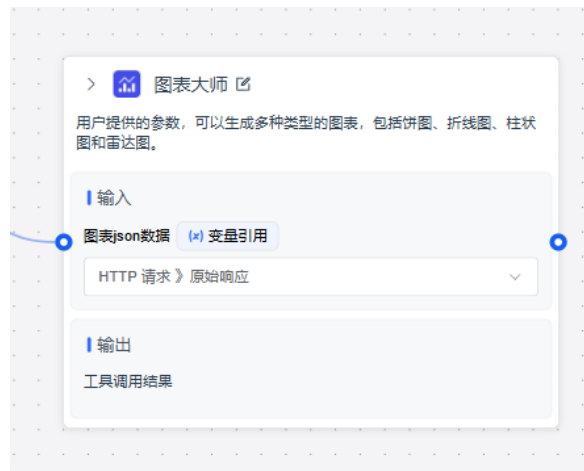 图表大师
用户提供的参数，可以生成多种类型的图表，包括饼图、折线图、柱状
图和雷达图。
输入
图表json数据 (x) 变量引用
HTTP 请求 》原始响应
输出
工具调用结果